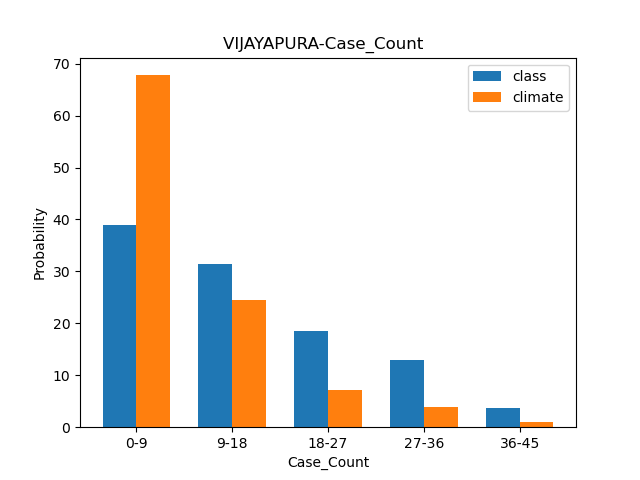 VIJAYAPURA-Case_Count
class
climate
Probability
70
60
50
40
30
20
10
0
0-9 9-18 18-27 27-36 36-45
Case_Count